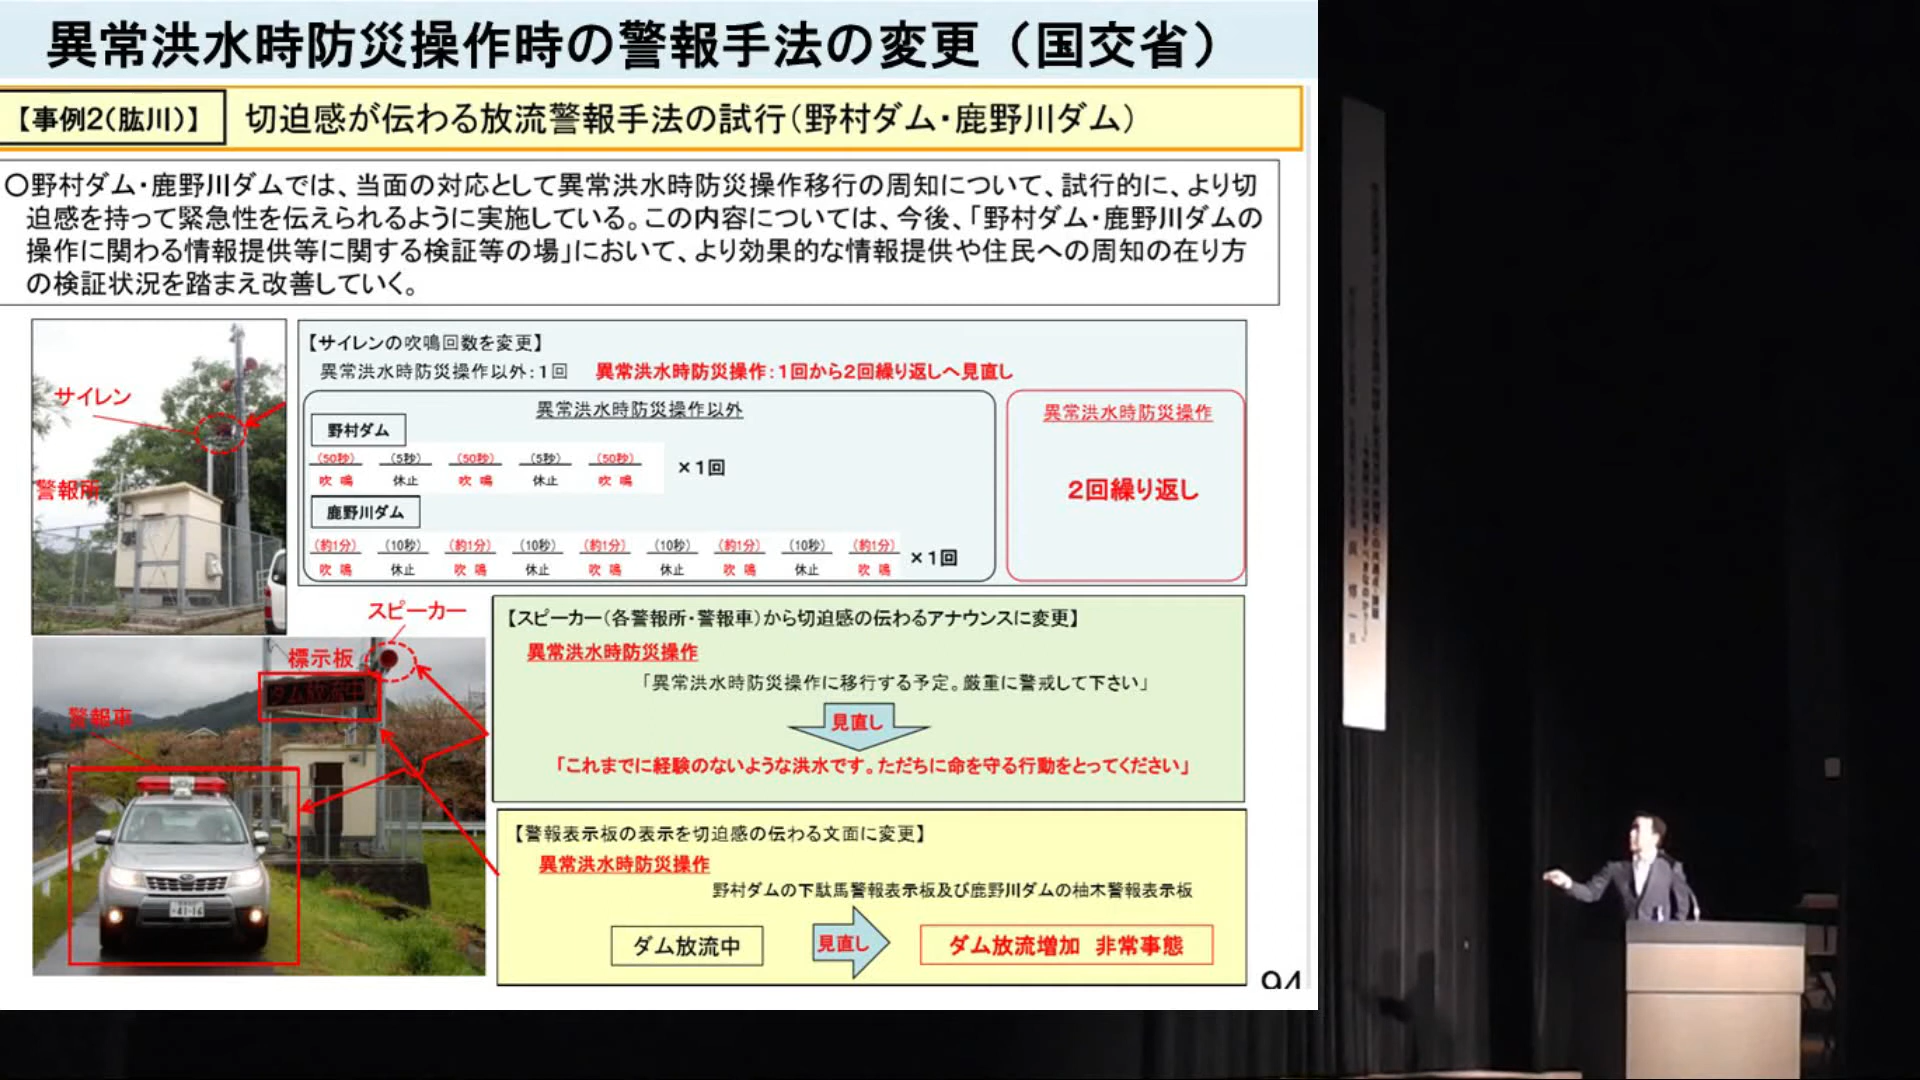 異常洪水時防災操作時の警報手法の変更（国交省）
【事例2(肱川)】
切迫感が伝わる放流警報手法の試行(野村ダム・鹿野川ダム)
〇野村ダム・鹿野川ダムでは、当面の対応として異常洪水時防災操作移行の周知について、試行的に、より切
迫感を持って緊急性を伝えられるように実施している。この内容については、今後、「野村ダム・鹿野川ダムの
操作に関わる情報提供等に関する検証等の場」において、より効果的な情報提供や住民への周知の在り方
の検証状況を踏まえ改善していく。
サイレン
警報所
【サイレンの吹鳴回数を変更】
異常洪水時防災操作以外:1回 異常洪水時防災操作:1回から2回繰り返しへ見直し
異常洪水時防災操作以外
野村ダム
(50秒) (5秒) (50秒) (5秒) (50秒)
吹鳴 休止 吹鳴 休止 吹鳴
×1回
鹿野川ダム
(約1分) (10秒) (約1分) (10秒) (約1分) (10秒) (約1分) (10秒) (約1分)
吹鳴 休止 吹鳴 休止 吹鳴 休止 吹鳴 休止 吹鳴
×1回
異常洪水時防災操作
2回繰り返し
スピーカー
標示板
ダム放流中
警報車
41-16
【スピーカー(各警報所・警報車)から切迫感の伝わるアナウンスに変更】
異常洪水時防災操作
「異常洪水時防災操作に移行する予定。厳重に警戒して下さい」
見直し
「これまでに経験のないような洪水です。ただちに命を守る行動をとってください」
【警報表示板の表示を切迫感の伝わる文面に変更】
異常洪水時防災操作
野村ダムの下駄馬警報表示板及び鹿野川ダムの柚木警報表示板
ダム放流中
見直し
ダム放流増加 非常事態
94